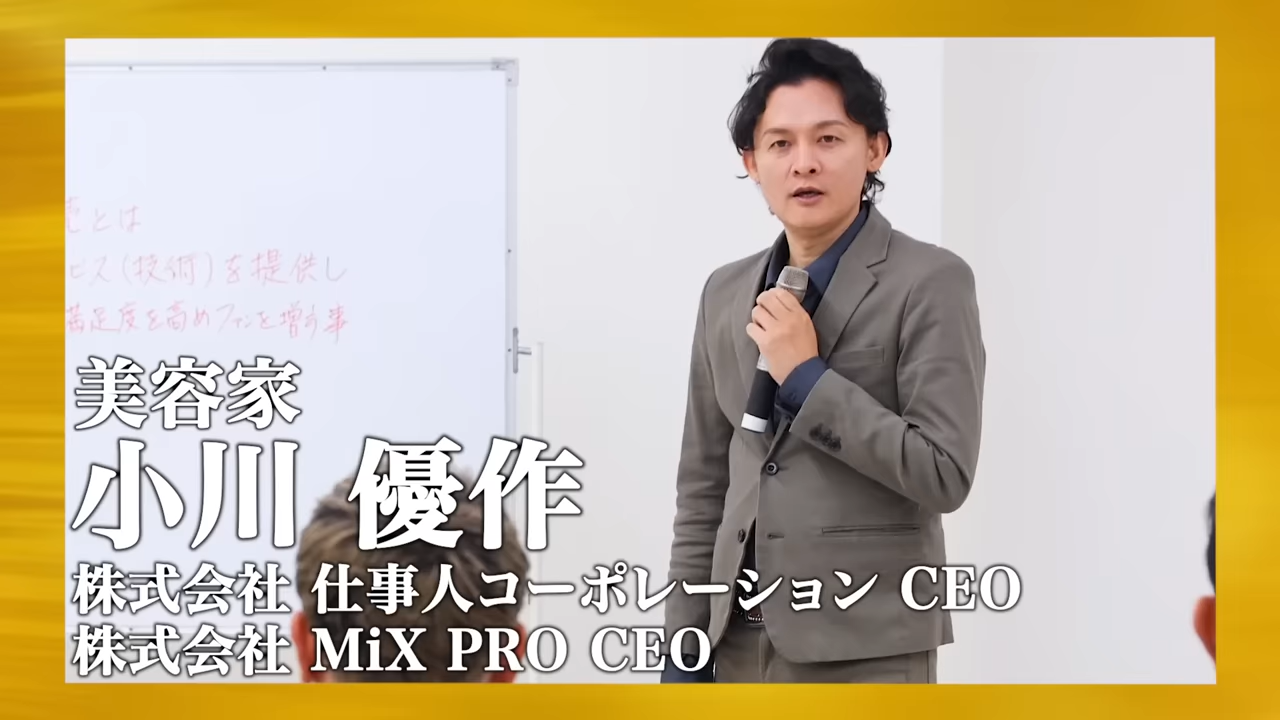 とは
ビス(技術)を提供し
満足度を高めファンを増す事
美容家
小川 優作
株式会社 仕事人コーポレーション CEO
株式会社 MiX PRO CEO